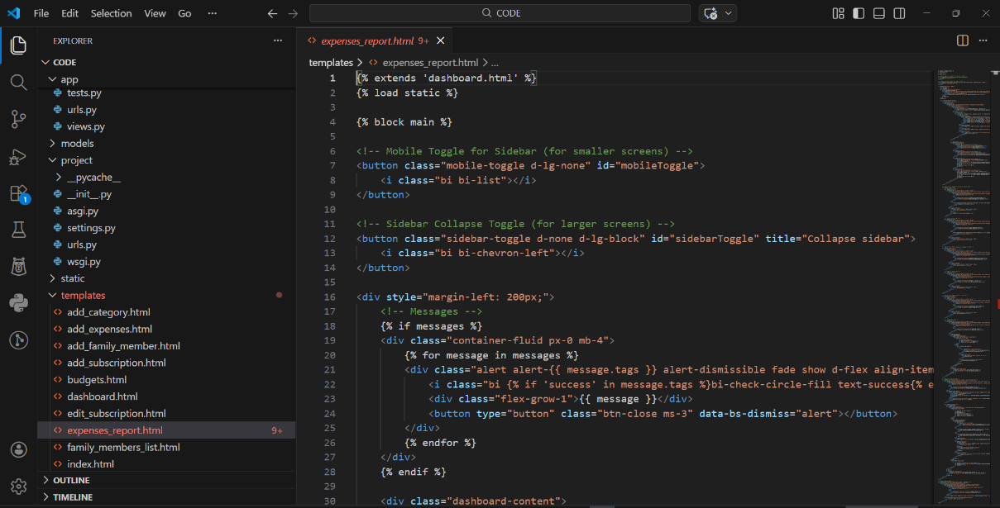 File Edit Selection View Go ··· CODE
EXPLORER ···
CODE
app
tests.py
urls.py
views.py
models
project
__pycache__
__init__.py
asgi.py
settings.py
urls.py
wsgi.py
static
templates
add_category.html
add_expenses.html
add_family_member.html
add_subscription.html
budgets.html
dashboard.html
edit_subscription.html
expenses_report.html 9+
family_members_list.html
index.html
OUTLINE
TIMELINE
1
expenses_report.html 9+
templates > expenses_report.html > ...
1 {% extends 'dashboard.html' %}
2 {% load static %}
3
4 {% block main %}
5
6 <!-- Mobile Toggle for Sidebar (for smaller screens) -->
7 <button class="mobile-toggle d-lg-none" id="mobileToggle">
8 <i class="bi bi-list"></i>
9 </button>
10
11 <!-- Sidebar Collapse Toggle (for larger screens) -->
12 <button class="sidebar-toggle d-none d-lg-block" id="sidebarToggle" title="Collapse sidebar">
13 <i class="bi bi-chevron-left"></i>
14 </button>
15
16 <div style="margin-left: 200px;">
17 <!-- Messages -->
18 {% if messages %}
19 <div class="container-fluid px-0 mb-4">
20 {% for message in messages %}
21 <div class="alert alert-{{ message.tags }} alert-dismissible fade show d-flex align-item
22 <i class="bi {% if 'success' in message.tags %}bi-check-circle-fill text-success{% e
23 <div class="flex-grow-1">{{ message }}</div>
24 <button type="button" class="btn-close ms-3" data-bs-dismiss="alert"></button>
25 </div>
26 {% endfor %}
27 </div>
28 {% endif %}
29
30 <div class="dashboard-content">